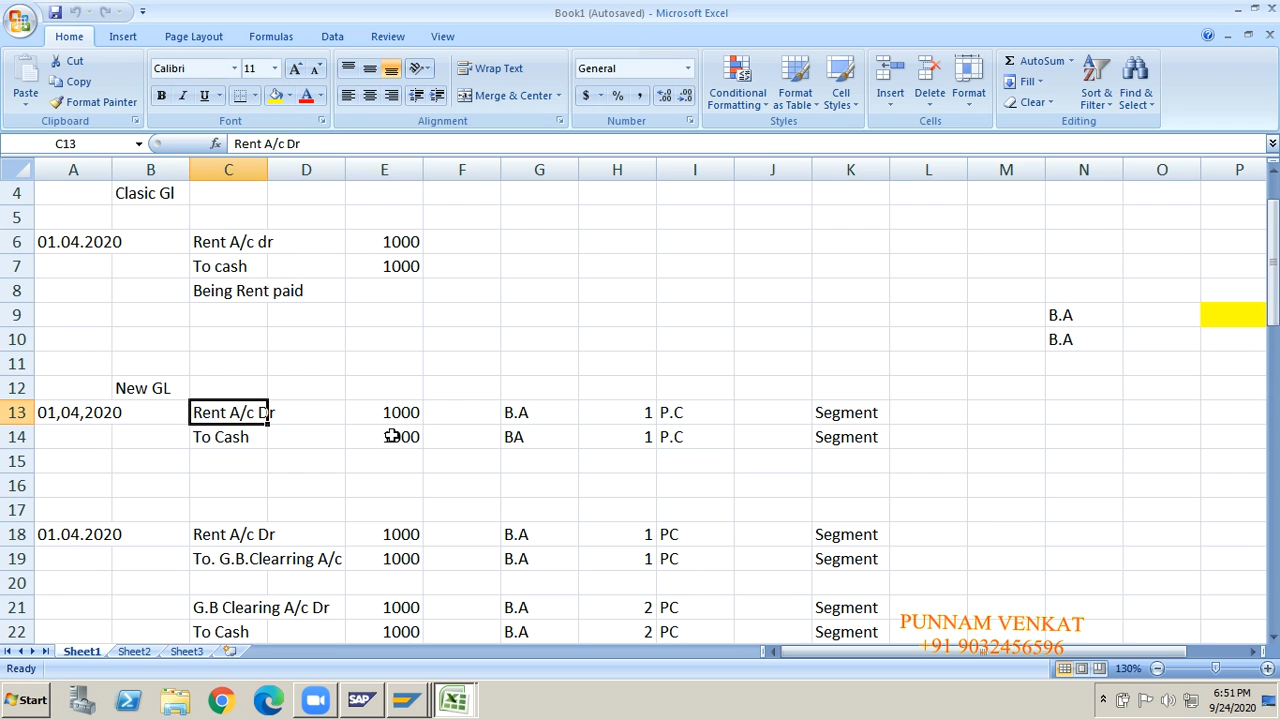 Book1 (Autosaved) - Microsoft Excel
Home Insert Page Layout Formulas Data Review View
Cut
Copy
Format Painter
Paste
Clipboard
Calibri 11
B I U
Font
Wrap Text
Merge & Center
Alignment
General
$ % ,
Number
Conditional Formatting
Format as Table
Cell Styles
Styles
Insert Delete Format
Cells
AutoSum
Fill
Clear
Sort & Filter
Find & Select
Editing
C13 fx Rent A/c Dr
A B C D E F G H I J K L M N O P
4 Clasic Gl
5
6 01.04.2020 Rent A/c dr 1000
7 To cash 1000
8 Being Rent paid
9 B.A
10 B.A
11
12 New GL
13 01,04,2020 Rent A/c Dr 1000 B.A 1 P.C Segment
14 To Cash 1000 BA 1 P.C Segment
15
16
17
18 01.04.2020 Rent A/c Dr 1000 B.A 1 PC Segment
19 To. G.B.Clearring A/c 1000 B.A 1 PC Segment
20
21 G.B Clearing A/c Dr 1000 B.A 2 PC Segment
22 To Cash 1000 B.A 2 PC Segment
PUNNAM VENKAT
+91 9032456596
Sheet1 Sheet2 Sheet3
Ready 130%
Start SAP 6:51 PM
9/24/2020